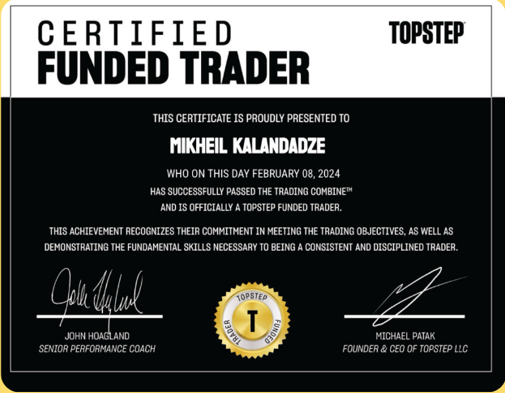 CERTIFIED
TOPSTEP
FUNDED TRADER
THIS CERTIFICATE IS PROUDLY PRESENTED TO
MIKHEIL KALANDADZE
WHO ON THIS DAY FEBRUARY 08, 2024
HAS SUCCESSFULLY PASSED THE TRADING COMBINE™
AND IS OFFICIALLY A TOPSTEP FUNDED TRADER.
THIS ACHIEVEMENT RECOGNIZES THEIR COMMITMENT IN MEETING THE TRADING OBJECTIVES, AS WELL AS
DEMONSTRATING THE FUNDAMENTAL SKILLS NECESSARY TO BEING A CONSISTENT AND DISCIPLINED TRADER.
TOPSTEP
T
FUNDED
TRADER
JOHN HOAGLAND
SENIOR PERFORMANCE COACH
MICHAEL PATAK
FOUNDER & CEO OF TOPSTEP LLC